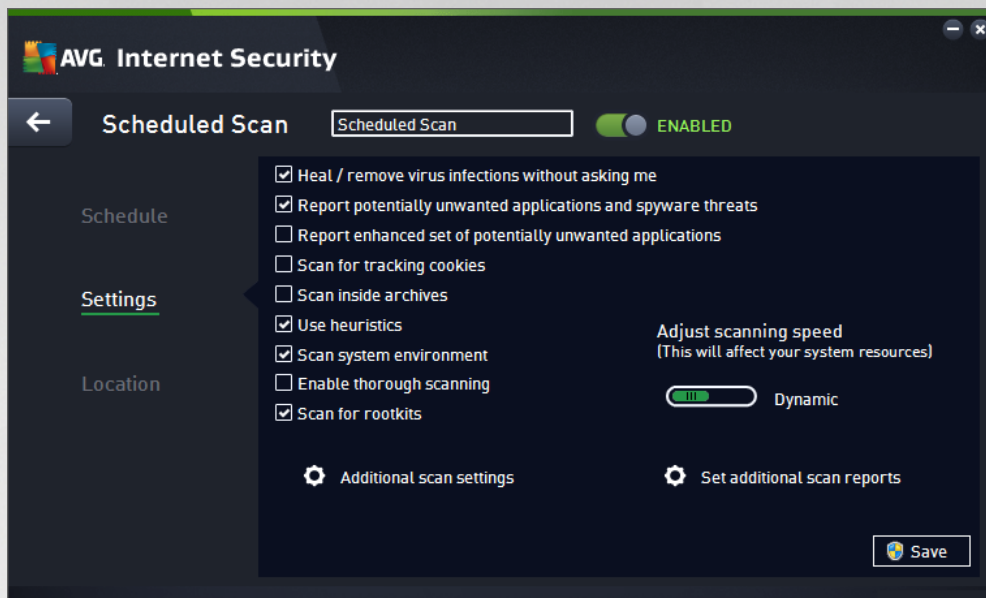 AVG. Internet Security
Scheduled Scan
Scheduled Scan
ENABLED
Schedule
Settings
Location
Heal / remove virus infections without asking me
Report potentially unwanted applications and spyware threats
Report enhanced set of potentially unwanted applications
Scan for tracking cookies
Scan inside archives
Use heuristics
Scan system environment
Enable thorough scanning
Scan for rootkits
Adjust scanning speed
(This will affect your system resources)
Dynamic
Additional scan settings
Set additional scan reports
Save